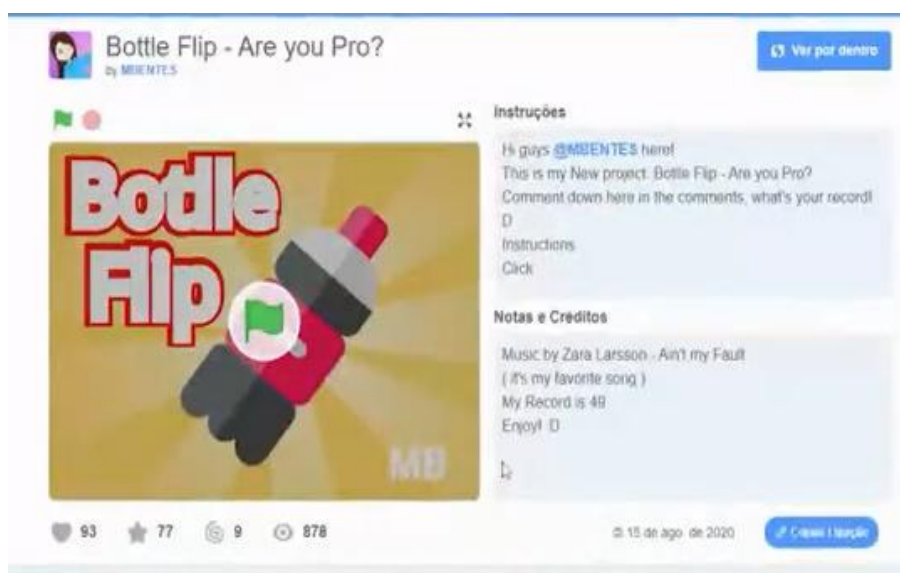 Bottle Flip - Are you Pro?
by MBENTES
Ver por dentro
Instruções
Hi guys @MBENTES here!
This is my New project: Bottle Flip - Are you Pro?
Comment down here in the comments, what's your record!
D
Instructions
Click
Bottle
Flip
MB
Notas e Créditos
Music by Zara Larsson - Ain't my Fault
( it's my favorite song )
My Record is 49
Enjoy! :D
93
77
9
878
© 15 de ago. de 2020
Copiar Ligação